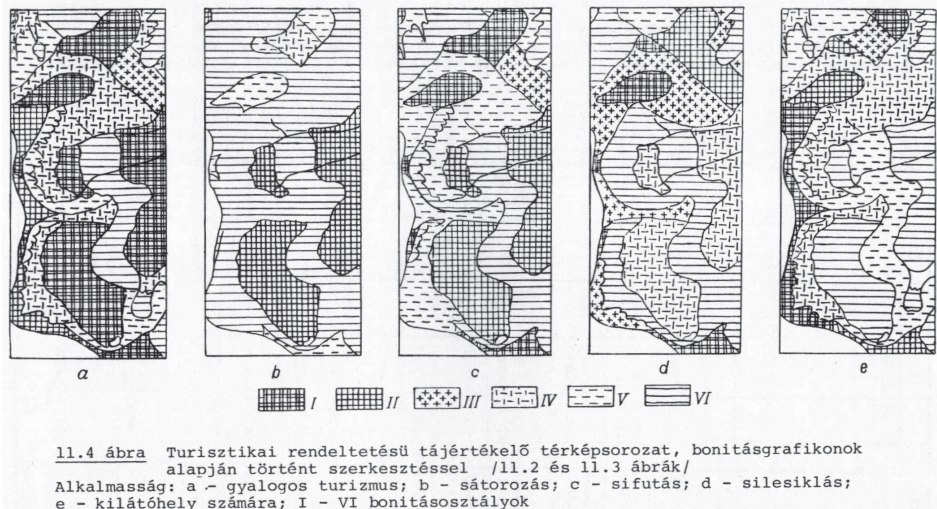 a b c d e
I II III IV V VI
11.4 ábra Turisztikai rendeltetésü tájértékelő térképsorozat, bonitásgrafikonok
alapján történt szerkesztéssel /11.2 és 11.3 ábrák/
Alkalmasság: a - gyalogos turizmus; b - sátorozás; c - sifutás; d - silesiklás;
e - kilátóhely számára; I - VI bonitásosztályok